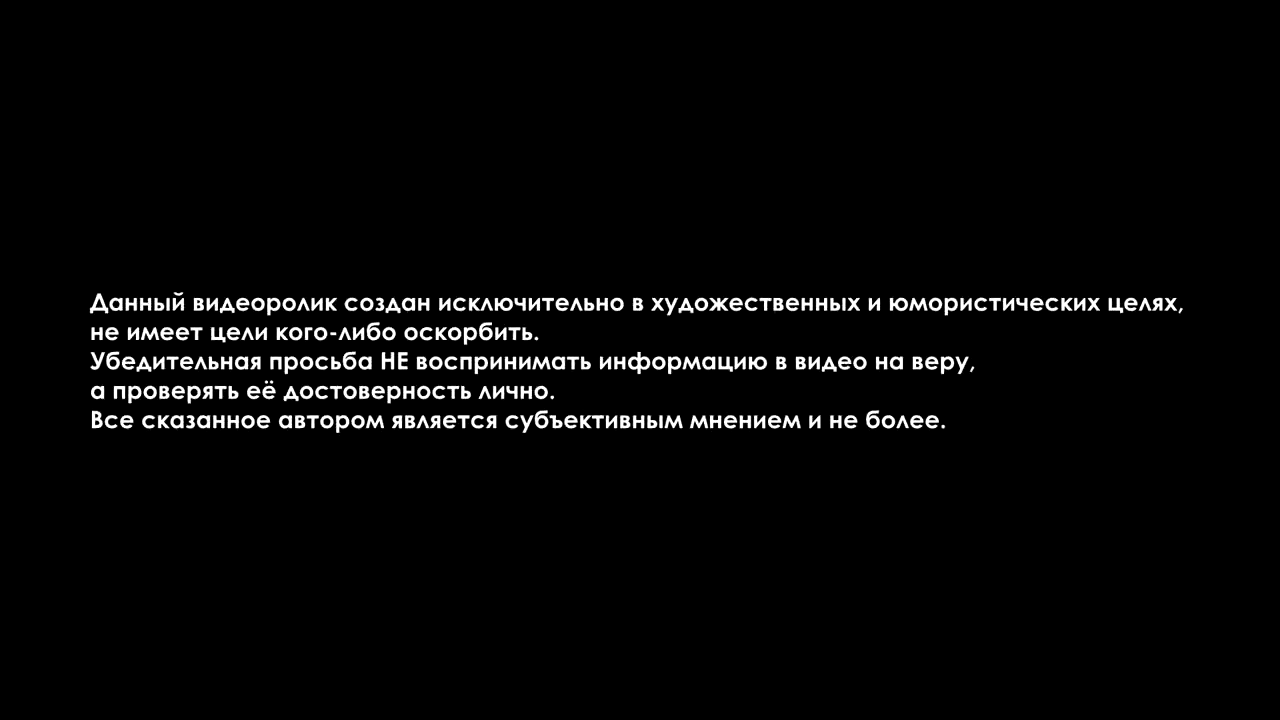 Данный видеоролик создан исключительно в художественных и юмористических целях,
не имеет цели кого-либо оскорбить.
Убедительная просьба НЕ воспринимать информацию в видео на веру,
а проверять её достоверность лично.
Все сказанное автором является субъективным мнением и не более.